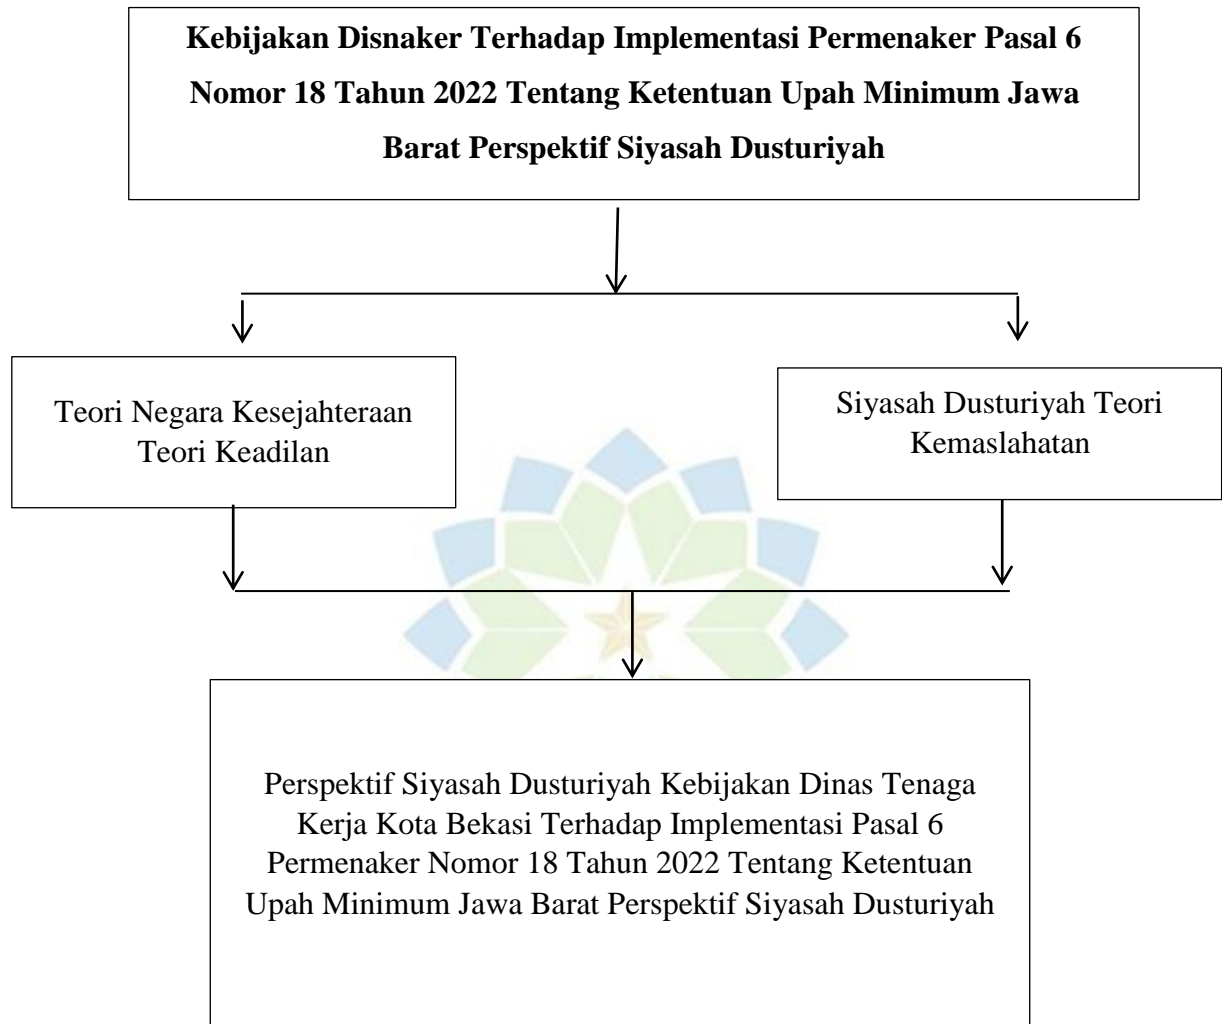 Kebijakan Disnaker Terhadap Implementasi Permenaker Pasal 6
Nomor 18 Tahun 2022 Tentang Ketentuan Upah Minimum Jawa
Barat Perspektif Siyasah Dusturiyah
Teori Negara Kesejahteraan
Teori Keadilan
Siyasah Dusturiyah Teori
Kemaslahatan
Perspektif Siyasah Dusturiyah Kebijakan Dinas Tenaga
Kerja Kota Bekasi Terhadap Implementasi Pasal 6
Permenaker Nomor 18 Tahun 2022 Tentang Ketentuan
Upah Minimum Jawa Barat Perspektif Siyasah Dusturiyah